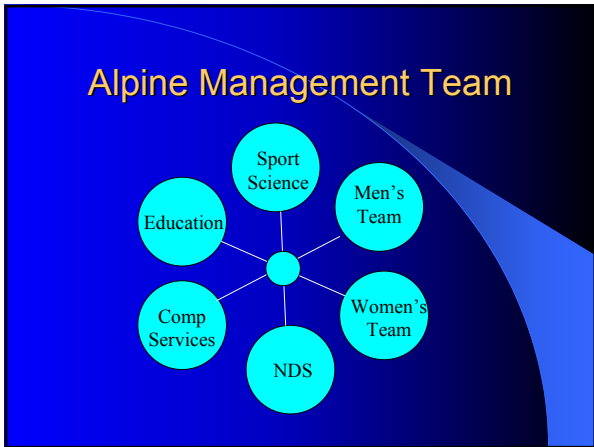 Alpine Management Team
Sport
Science
Men's
Team
Women's
Team
NDS
Comp
Services
Education